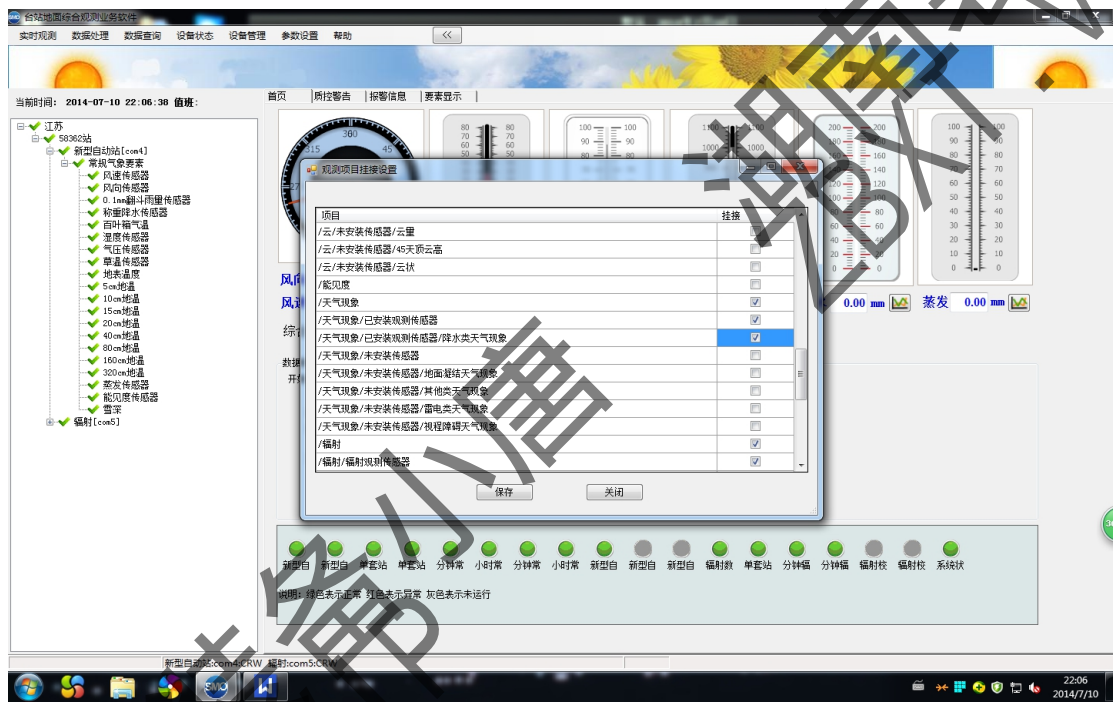 台站地面综合观测业务软件
实时观测 数据处理 数据查询 设备状态 设备管理 参数设置 帮助
当前时间: 2014-07-10 22:06:38 值班:
首页 质控警告 报警信息 要素显示
江苏
58362站
新型自动站[com4]
常规气象要素
风速传感器
风向传感器
0.1mm翻斗雨量传感器
称重降水传感器
百叶箱气温
湿度传感器
气压传感器
草温传感器
地表温度
5cm地温
10cm地温
15cm地温
20cm地温
40cm地温
80cm地温
160cm地温
320cm地温
蒸发传感器
能见度传感器
雪深
辐射[com5]
观测项目挂接设置
项目 挂接
/云/未安装传感器/云量
/云/未安装传感器/45天顶云高
/云/未安装传感器/云状
/能见度
/天气现象
/天气现象/已安装观测传感器
/天气现象/已安装观测传感器/降水类天气现象
/天气现象/未安装传感器
/天气现象/未安装传感器/地面凝结天气现象
/天气现象/未安装传感器/其他类天气现象
/天气现象/未安装传感器/雷电类天气现象
/天气现象/未安装传感器/视程障碍天气现象
/辐射
/辐射/辐射观测传感器
保存 关闭
0.00 mm 蒸发 0.00 mm
新型自 新型自 单套站 单套站 分钟常 小时常 分钟常 小时常 新型自 新型自 新型自 辐射数 单套站 分钟辐 分钟辐 辐射校 辐射校 系统状
说明: 绿色表示正常 红色表示异常 灰色表示未运行
新型自动站:com4:CRW 辐射:com5:CRW
SMO
22:06
2014/7/10